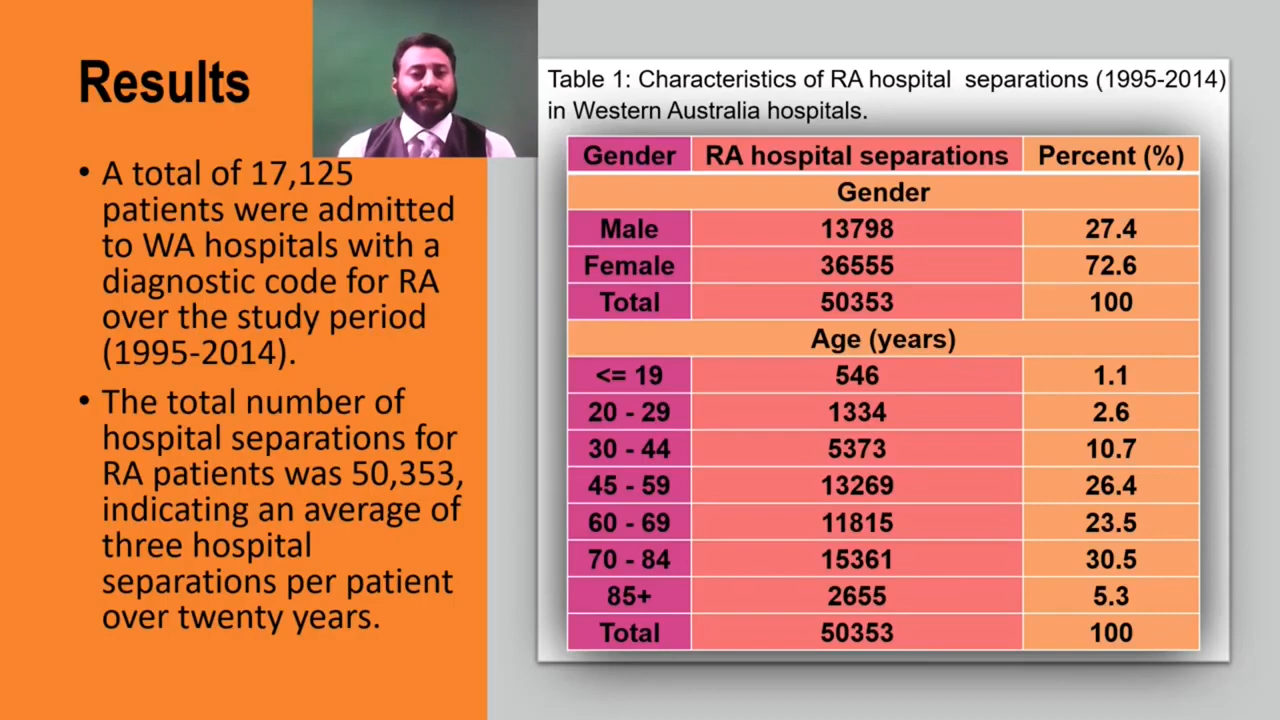 Results
• A total of 17,125
patients were admitted
to WA hospitals with a
diagnostic code for RA
over the study period
(1995-2014).
• The total number of
hospital separations for
RA patients was 50,353,
indicating an average of
three hospital
separations per patient
over twenty years.
Table 1: Characteristics of RA hospital separations (1995-2014)
in Western Australia hospitals.
Gender RA hospital separations Percent (%)
Gender
Male 13798 27.4
Female 36555 72.6
Total 50353 100
Age (years)
<= 19 546 1.1
20 - 29 1334 2.6
30 - 44 5373 10.7
45 - 59 13269 26.4
60 - 69 11815 23.5
70 - 84 15361 30.5
85+ 2655 5.3
Total 50353 100